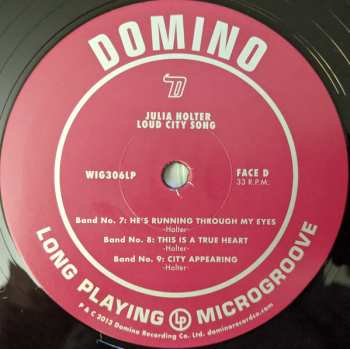 DOMINO
D
JULIA HOLTER
LOUD CITY SONG
WIG306LP
FACE D
33 R.P.M.
Band No. 7: HE'S RUNNING THROUGH MY EYES
-Holter-
Band No. 8: THIS IS A TRUE HEART
-Holter-
Band No. 9: CITY APPEARING
-Holter-
LONG PLAYING LP MICROGROOVE
P & C 2013 Domino Recording Co. Ltd. dominorecordco.com